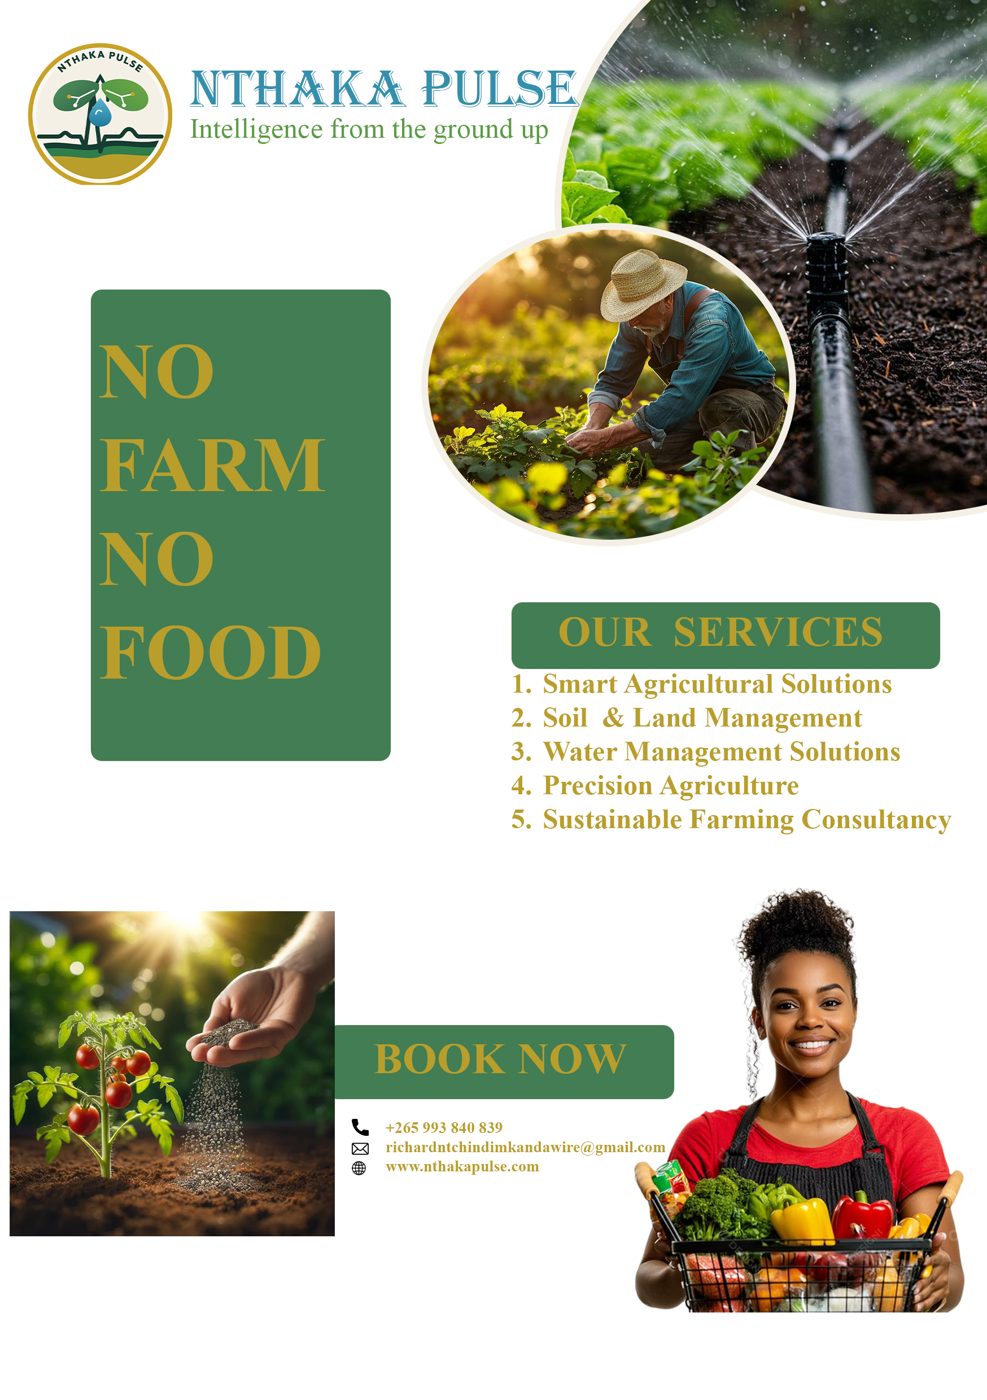 NTHAKA PULSE
NTHAKA PULSE
Intelligence from the ground up
NO
FARM
NO
FOOD
OUR SERVICES
1. Smart Agricultural Solutions
2. Soil & Land Management
3. Water Management Solutions
4. Precision Agriculture
5. Sustainable Farming Consultancy
BOOK NOW
+265 993 840 839
richardntchindimkandawire@gmail.com
www.nthakapulse.com